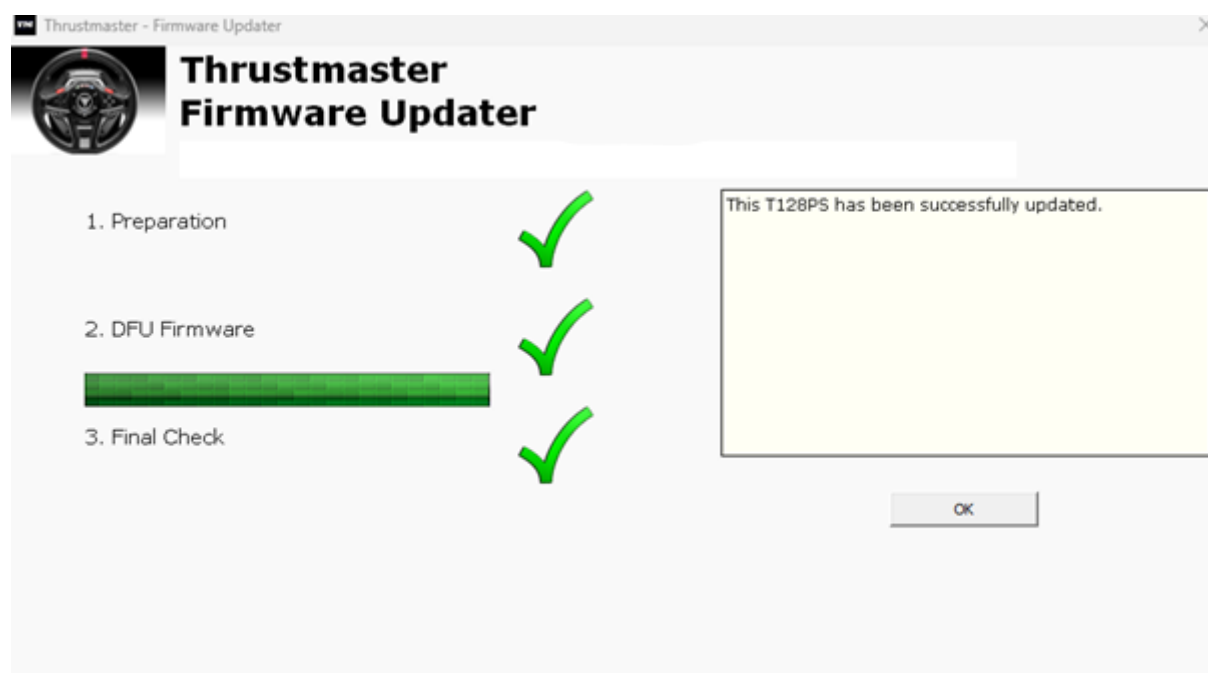 Thrustmaster - Firmware Updater
Thrustmaster
Firmware Updater
1. Preparation
This T128PS has been successfully updated.
2. DFU Firmware
3. Final Check
OK